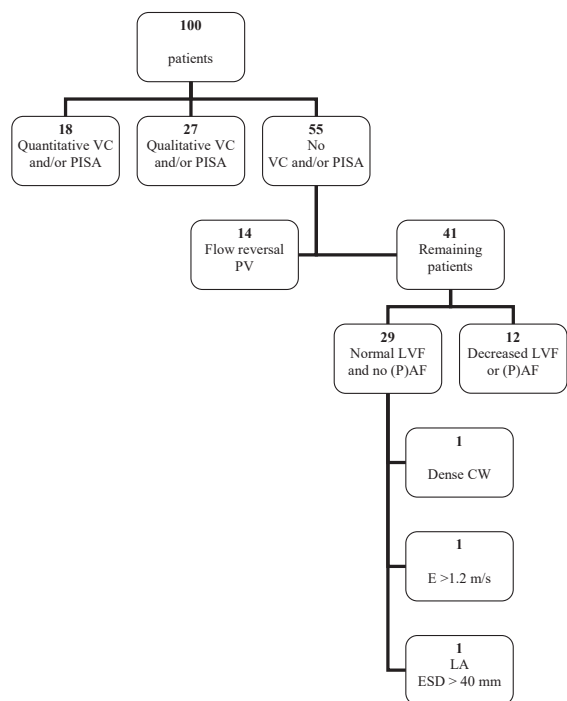 100
patients
18
Quantitative VC
and/or PISA
27
Qualitative VC
and/or PISA
55
No
VC and/or PISA
14
Flow reversal
PV
41
Remaining
patients
29
Normal LVF
and no (P)AF
12
Decreased LVF
or (P)AF
1
Dense CW
1
E >1.2 m/s
1
LA
ESD > 40 mm